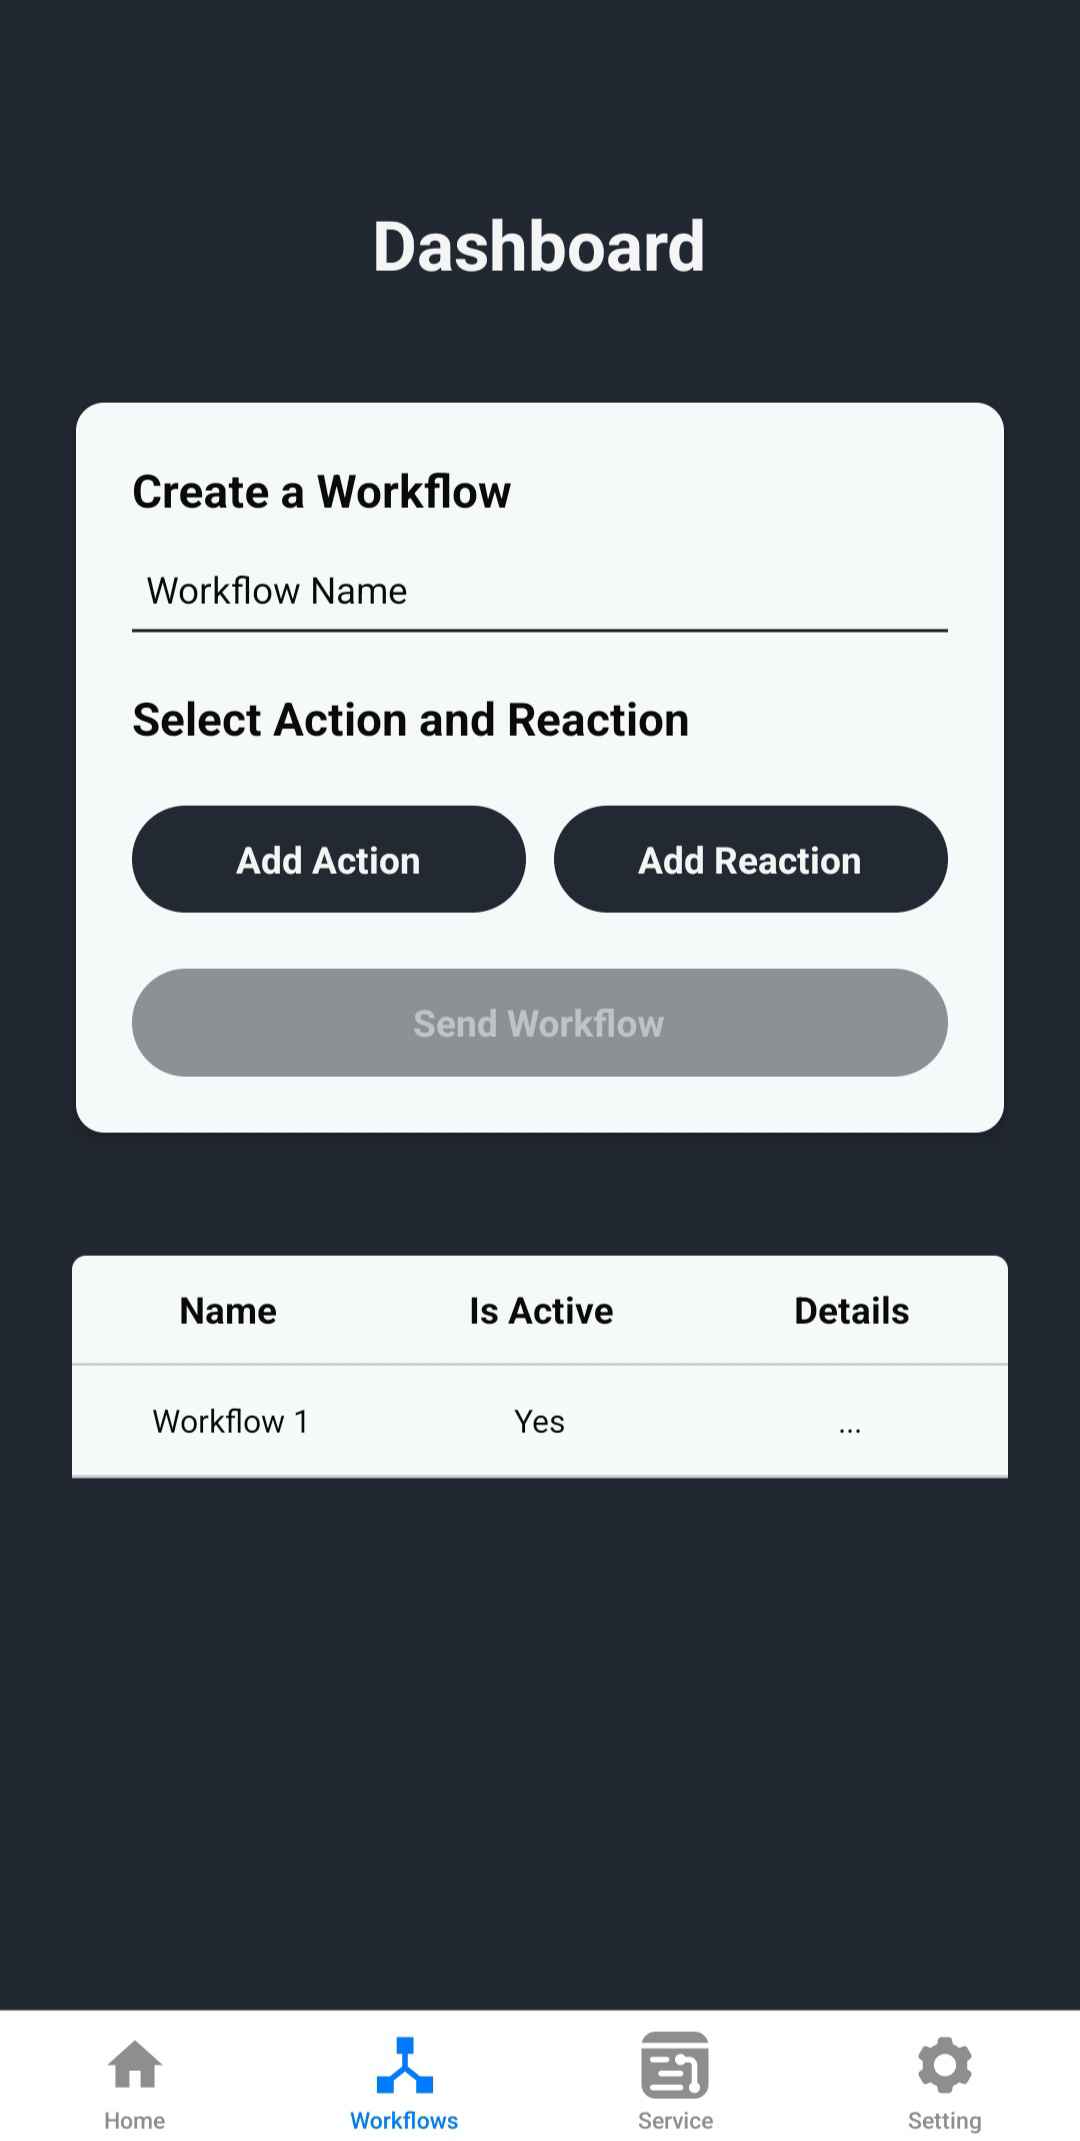 Dashboard
Create a Workflow
Workflow Name
Select Action and Reaction
Add Action Add Reaction
Send Workflow
Name Is Active Details
Workflow 1 Yes ...
Home Workflows Service Setting